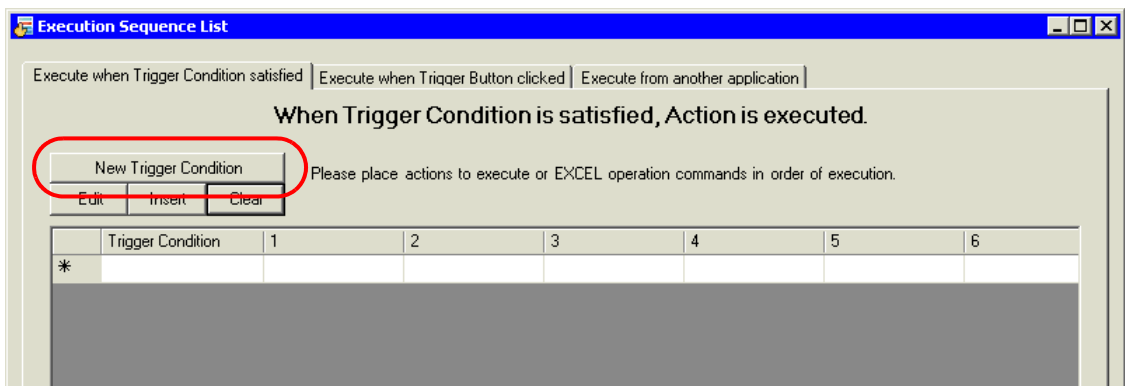 Execution Sequence List
Execute when Trigger Condition satisfied Execute when Trigger Button clicked Execute from another application
When Trigger Condition is satisfied, Action is executed.
New Trigger Condition
Please place actions to execute or EXCEL operation commands in order of execution.
Edit Insert Clear
Trigger Condition 1 2 3 4 5 6
*